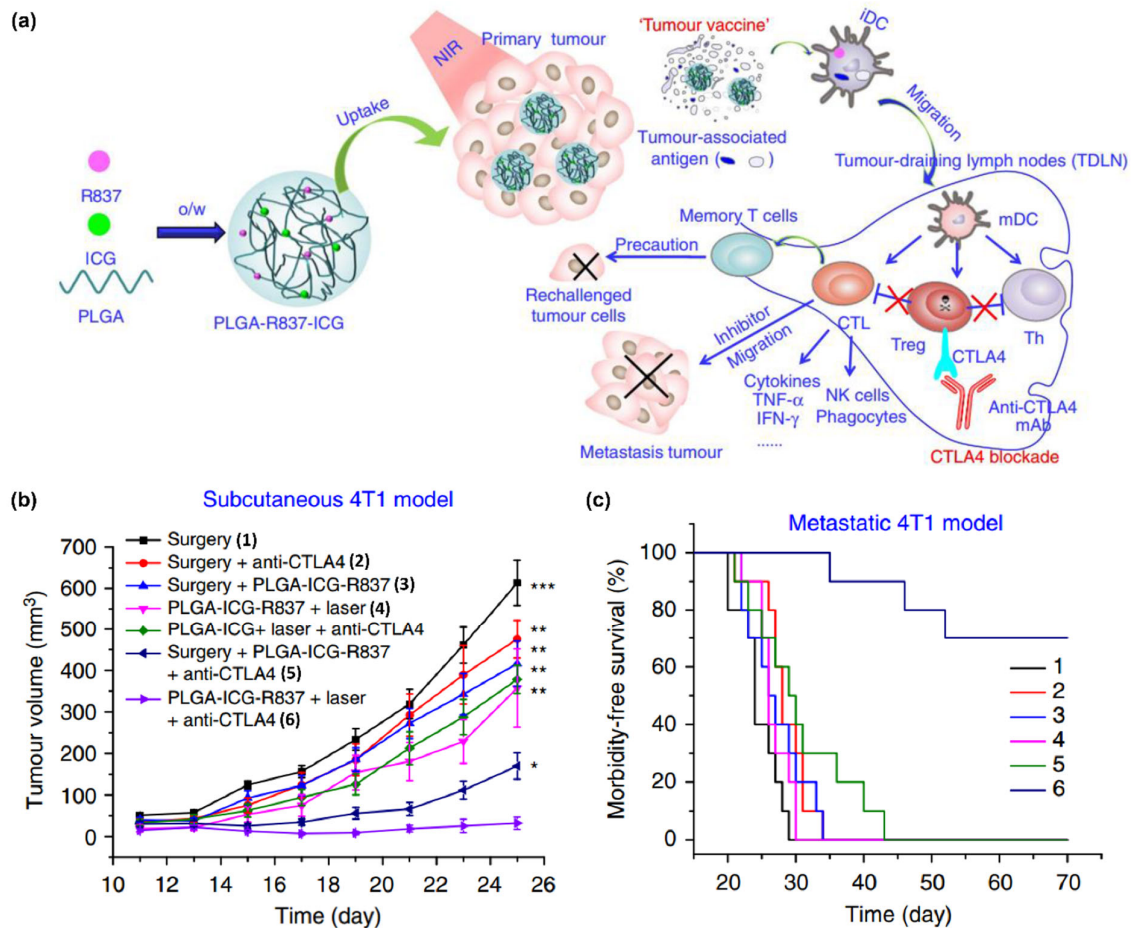 (a)
NIR
Primary tumour
'Tumour vaccine'
iDC
Uptake
Migration
Tumour-associated
antigen ( )
Tumour-draining lymph nodes (TDLN)
R837
o/w
ICG
PLGA
PLGA-R837-ICG
Memory T cells
mDC
Precaution
Rechallenged
tumour cells
CTL
Treg
Th
Inhibitor
Migration
CTLA4
Cytokines
TNF-α
IFN-γ
......
NK cells
Phagocytes
Anti-CTLA4
mAb
Metastasis tumour
CTLA4 blockade
(b)
Subcutaneous 4T1 model
Surgery (1)
Surgery + anti-CTLA4 (2)
Surgery + PLGA-ICG-R837 (3)
PLGA-ICG-R837 + laser (4)
PLGA-ICG+ laser + anti-CTLA4
Surgery + PLGA-ICG-R837
+ anti-CTLA4 (5)
PLGA-ICG-R837 + laser
+ anti-CTLA4 (6)
***
**
**
**
**
*
Tumour volume (mm³)
700
600
500
400
300
200
100
0
10 12 14 16 18 20 22 24 26
Time (day)
(c)
Metastatic 4T1 model
Morbidity-free survival (%)
100
80
60
40
20
0
1
2
3
4
5
6
20 30 40 50 60 70
Time (day)